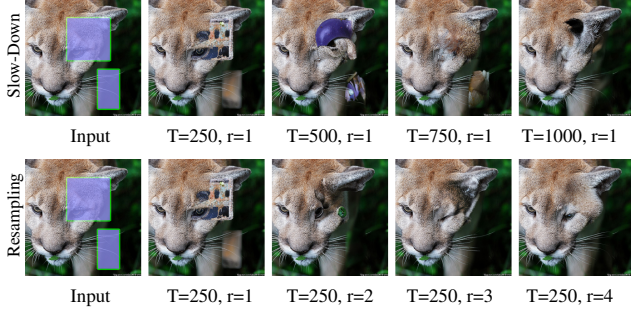 Slow-Down
Input
T=250, r=1
T=500, r=1
T=750, r=1
T=1000, r=1
Resampling
Input
T=250, r=1
T=250, r=2
T=250, r=3
T=250, r=4